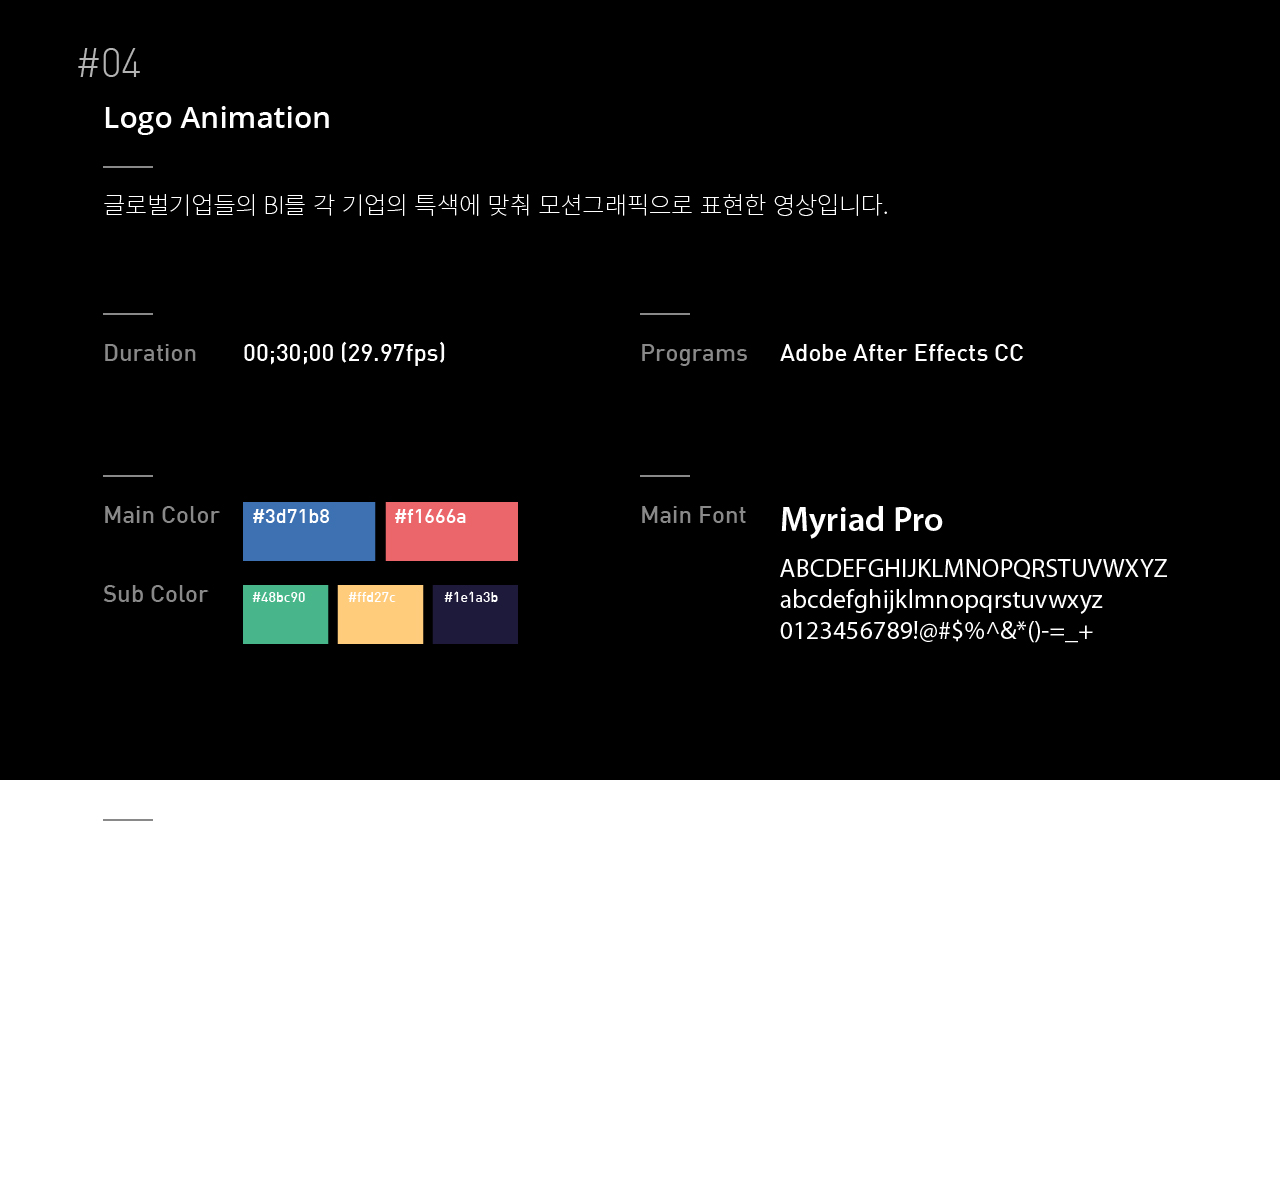 #04
Logo Animation
글로벌기업들의 BI를 각 기업의 특색에 맞춰 모션그래픽으로 표현한 영상입니다.
Duration 00;30;00 (29.97fps)
Programs Adobe After Effects CC
Main Color #3d71b8 #f1666a
Sub Color #48bc90 #ffd27c #1e1a3b
Main Font Myriad Pro
ABCDEFGHIJKLMNOPQRSTUVWXYZ
abcdefghijklmnopqrstuvwxyz
0123456789!@#$%^&*()-=_+